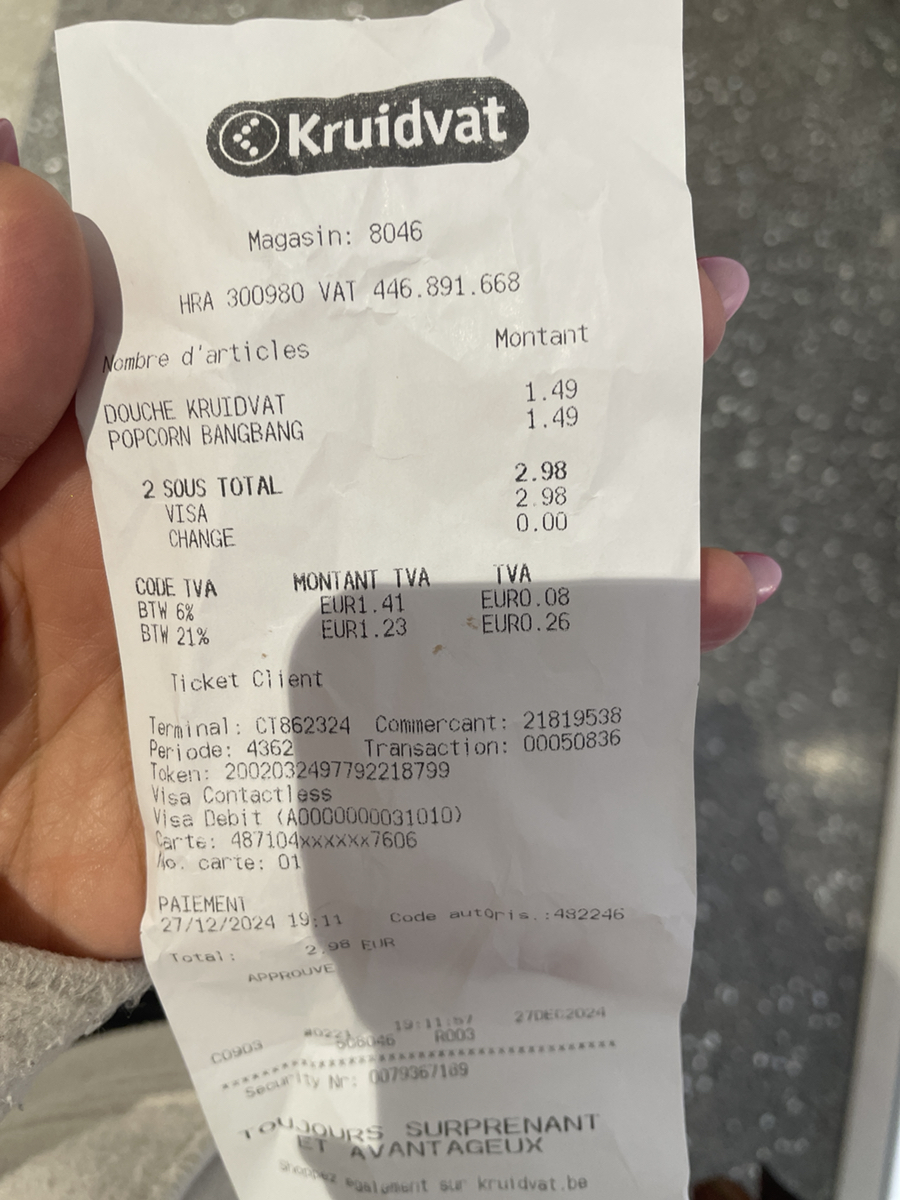 Kruidvat
Magasin: 8046
HRA 300980 VAT 446.891.668
Nombre d'articles Montant
DOUCHE KRUIDVAT 1.49
POPCORN BANGBANG 1.49
2 SOUS TOTAL 2.98
VISA 2.98
CHANGE 0.00
CODE TVA MONTANT TVA TVA
BTW 6% EUR1.41 EUR0.08
BTW 21% EUR1.23 EUR0.26
Ticket Client
Terminal: CT862324 Commercant: 21819538
Periode: 4362 Transaction: 00050836
Token: 2002032497792218799
Visa Contactless
Visa Debit (A0000000031010)
Carte: 487104xxxxxx7606
No. carte: 01
PAIEMENT
27/12/2024 19:11 Code autoris.:482246
Total: 2.98 EUR
APPROUVE
19:11:57 27DEC2024
C0903 R003
Security Nr: 0079367189
TOUJOURS SURPRENANT
ET AVANTAGEUX
Shoppez egalement sur kruidvat.be